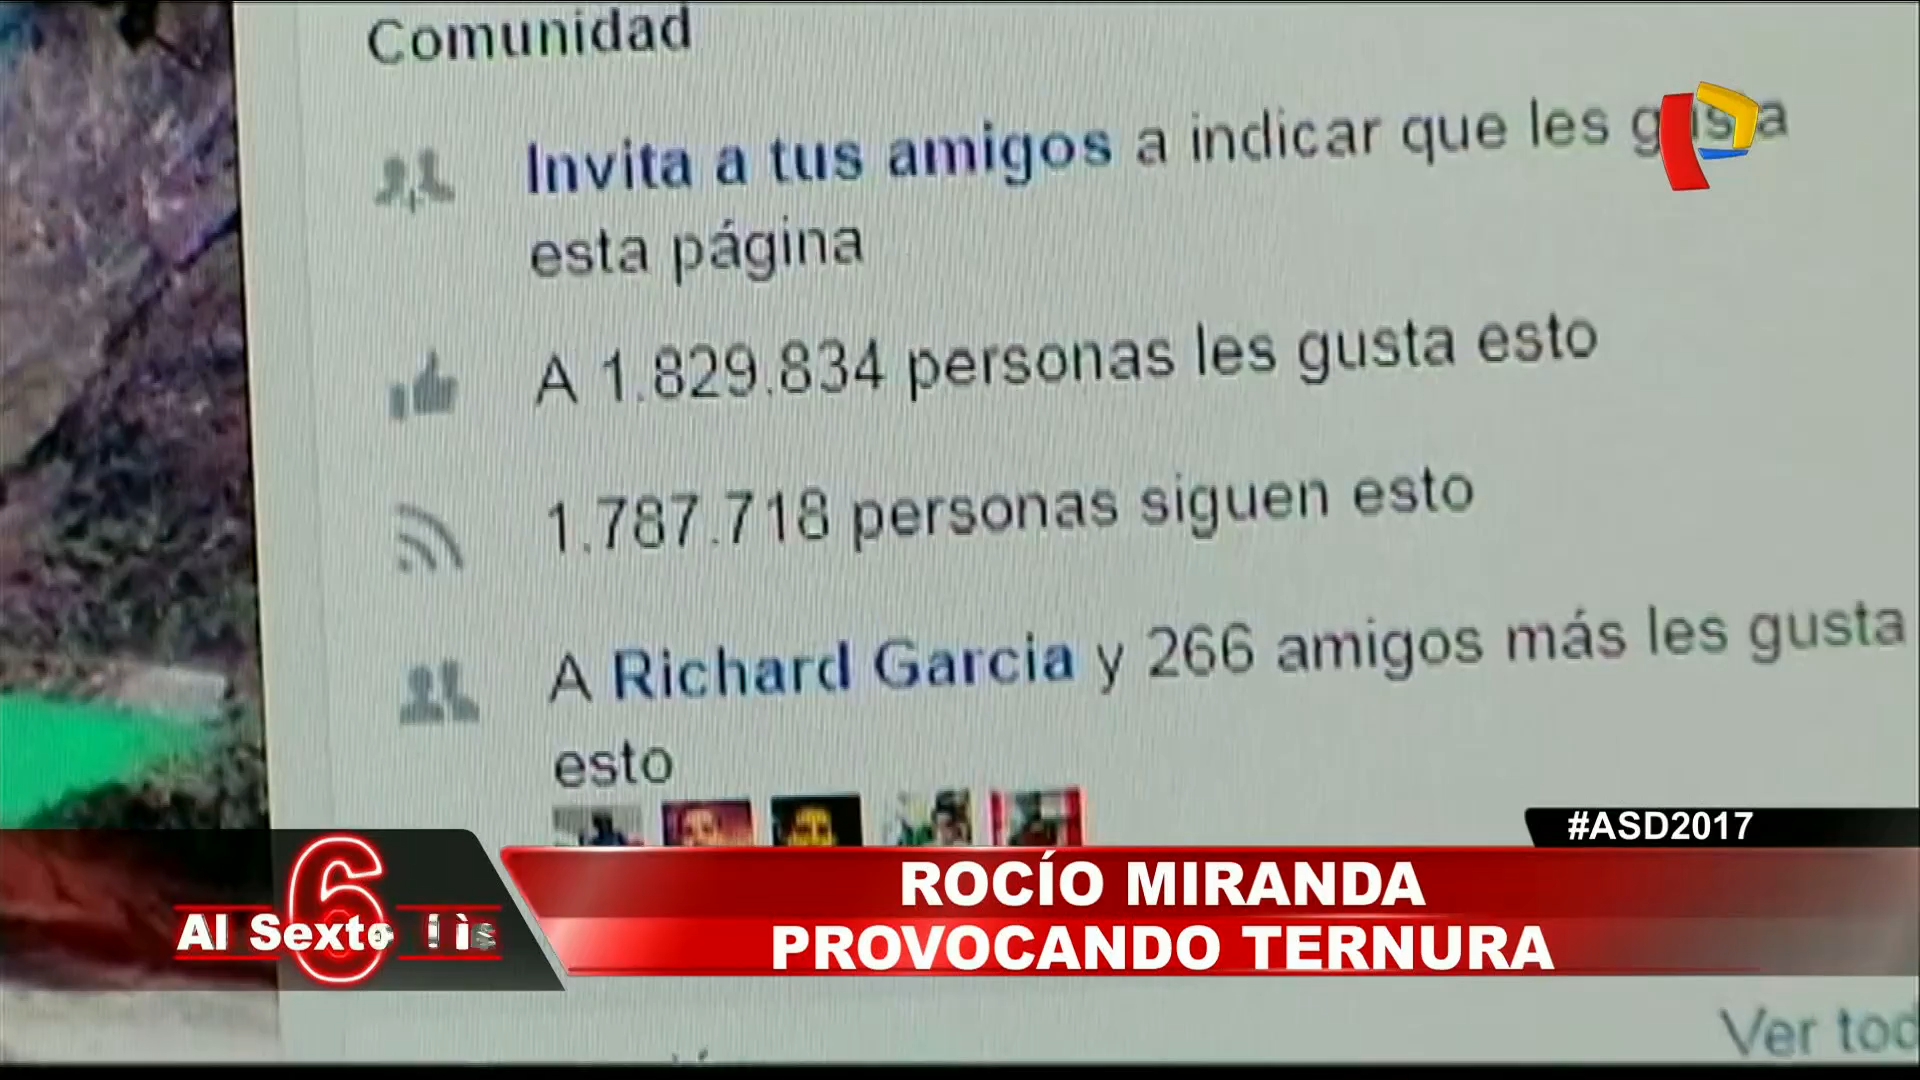 Comunidad
Invita a tus amigos a indicar que les gusta
esta página
A 1.829.834 personas les gusta esto
1.787.718 personas siguen esto
A Richard Garcia y 266 amigos más les gusta
esto
#ASD2017
6
Al Sexto
ROCÍO MIRANDA
PROVOCANDO TERNURA
Ver